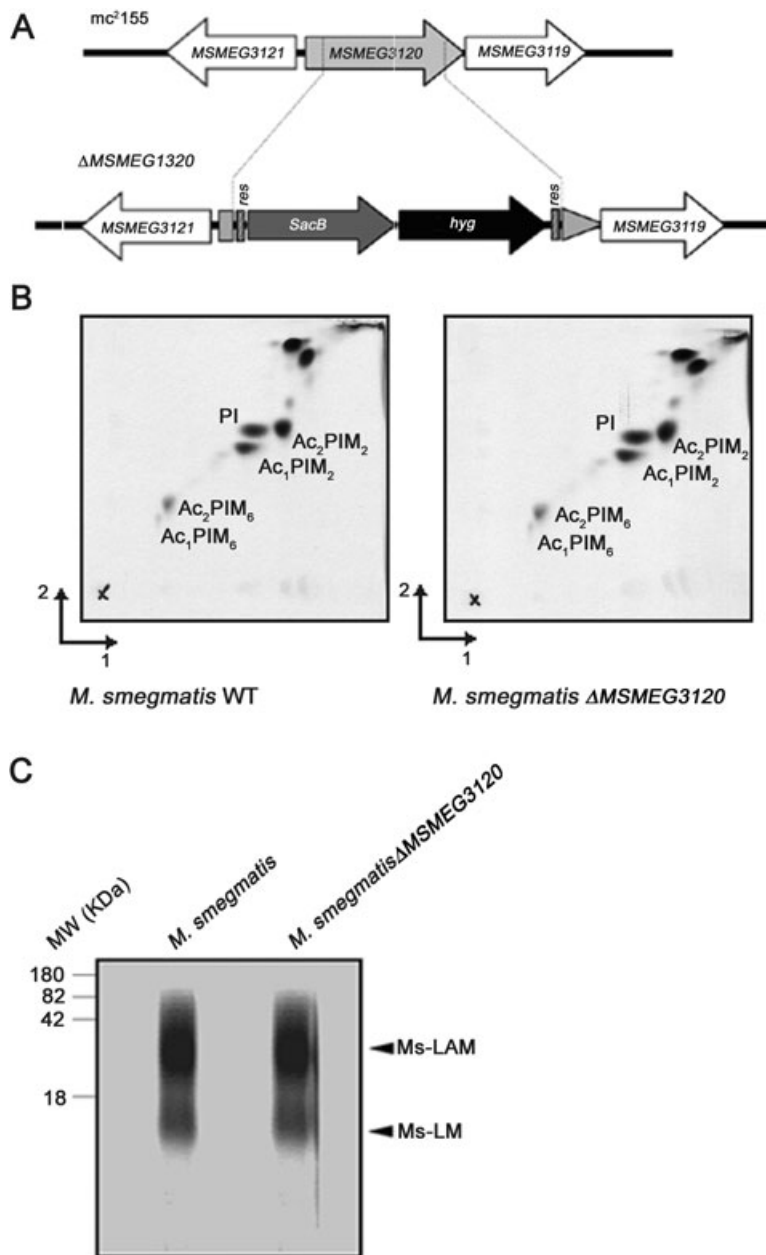 A
mc²155
MSMEG3121
MSMEG3120
MSMEG3119
ΔMSMEG1320
res
res
MSMEG3121
SacB
hyg
MSMEG3119
B
PI
Ac₂PIM₂
Ac₁PIM₂
Ac₂PIM₆
Ac₁PIM₆
x
2
1
M. smegmatis WT
PI
Ac₂PIM₂
Ac₁PIM₂
Ac₂PIM₆
Ac₁PIM₆
x
2
1
M. smegmatis ΔMSMEG3120
C
MW (KDa)
M. smegmatis
M. smegmatisΔMSMEG3120
180
82
42
18
Ms-LAM
Ms-LM